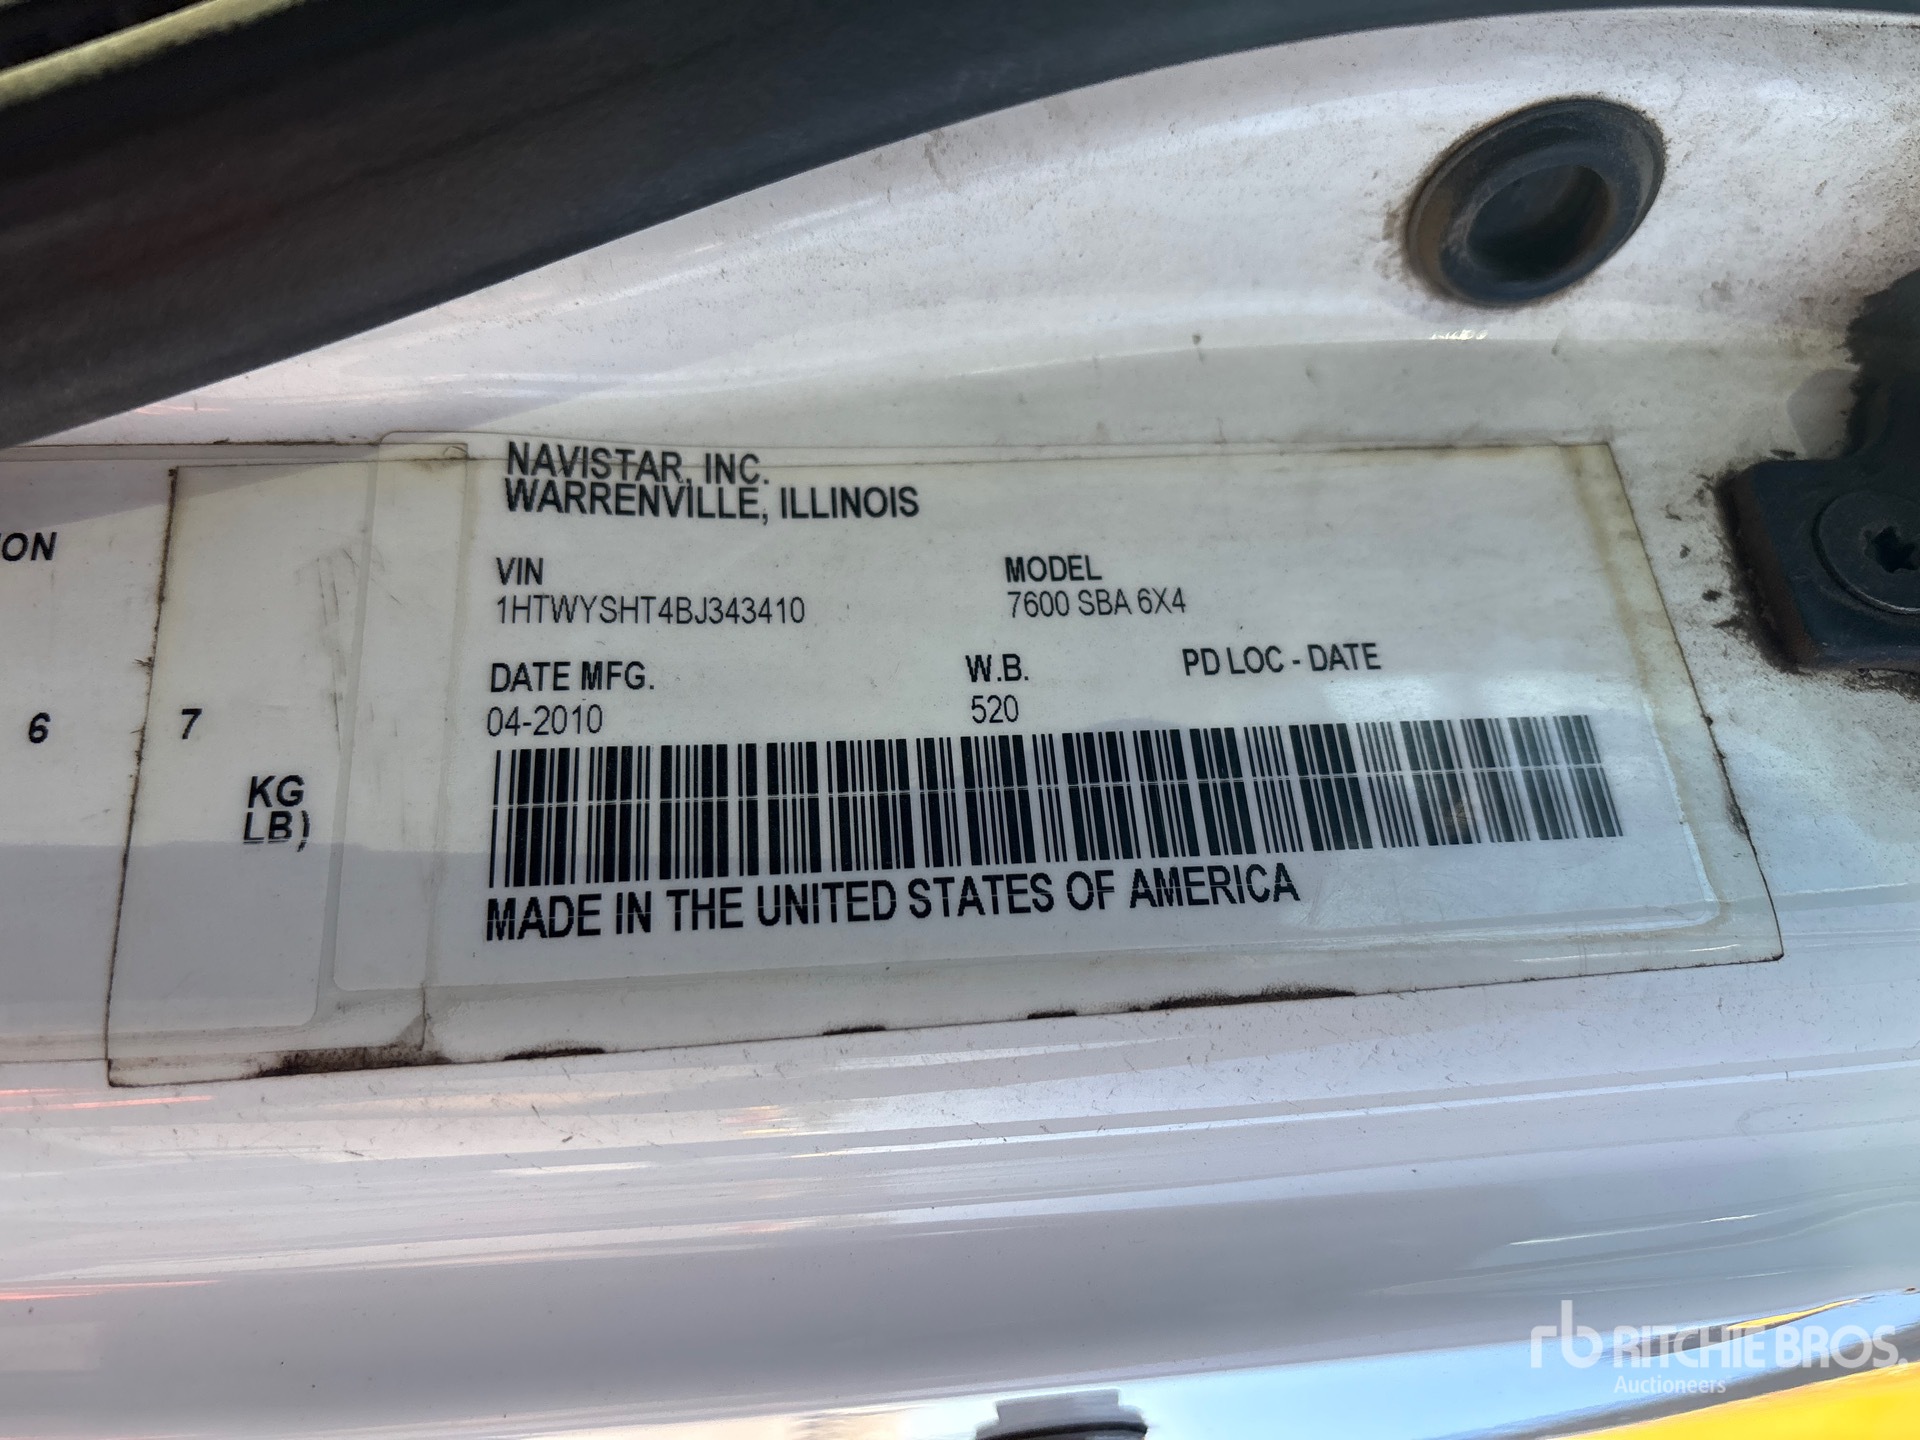 NAVISTAR, INC.
WARRENVILLE, ILLINOIS
VIN MODEL
1HTWYSHT4BJ343410 7600 SBA 6X4
DATE MFG. W.B. PD LOC - DATE
04-2010 520
MADE IN THE UNITED STATES OF AMERICA
ON
6 7
KG
LB)
rb RITCHIE BROS.
Auctioneers